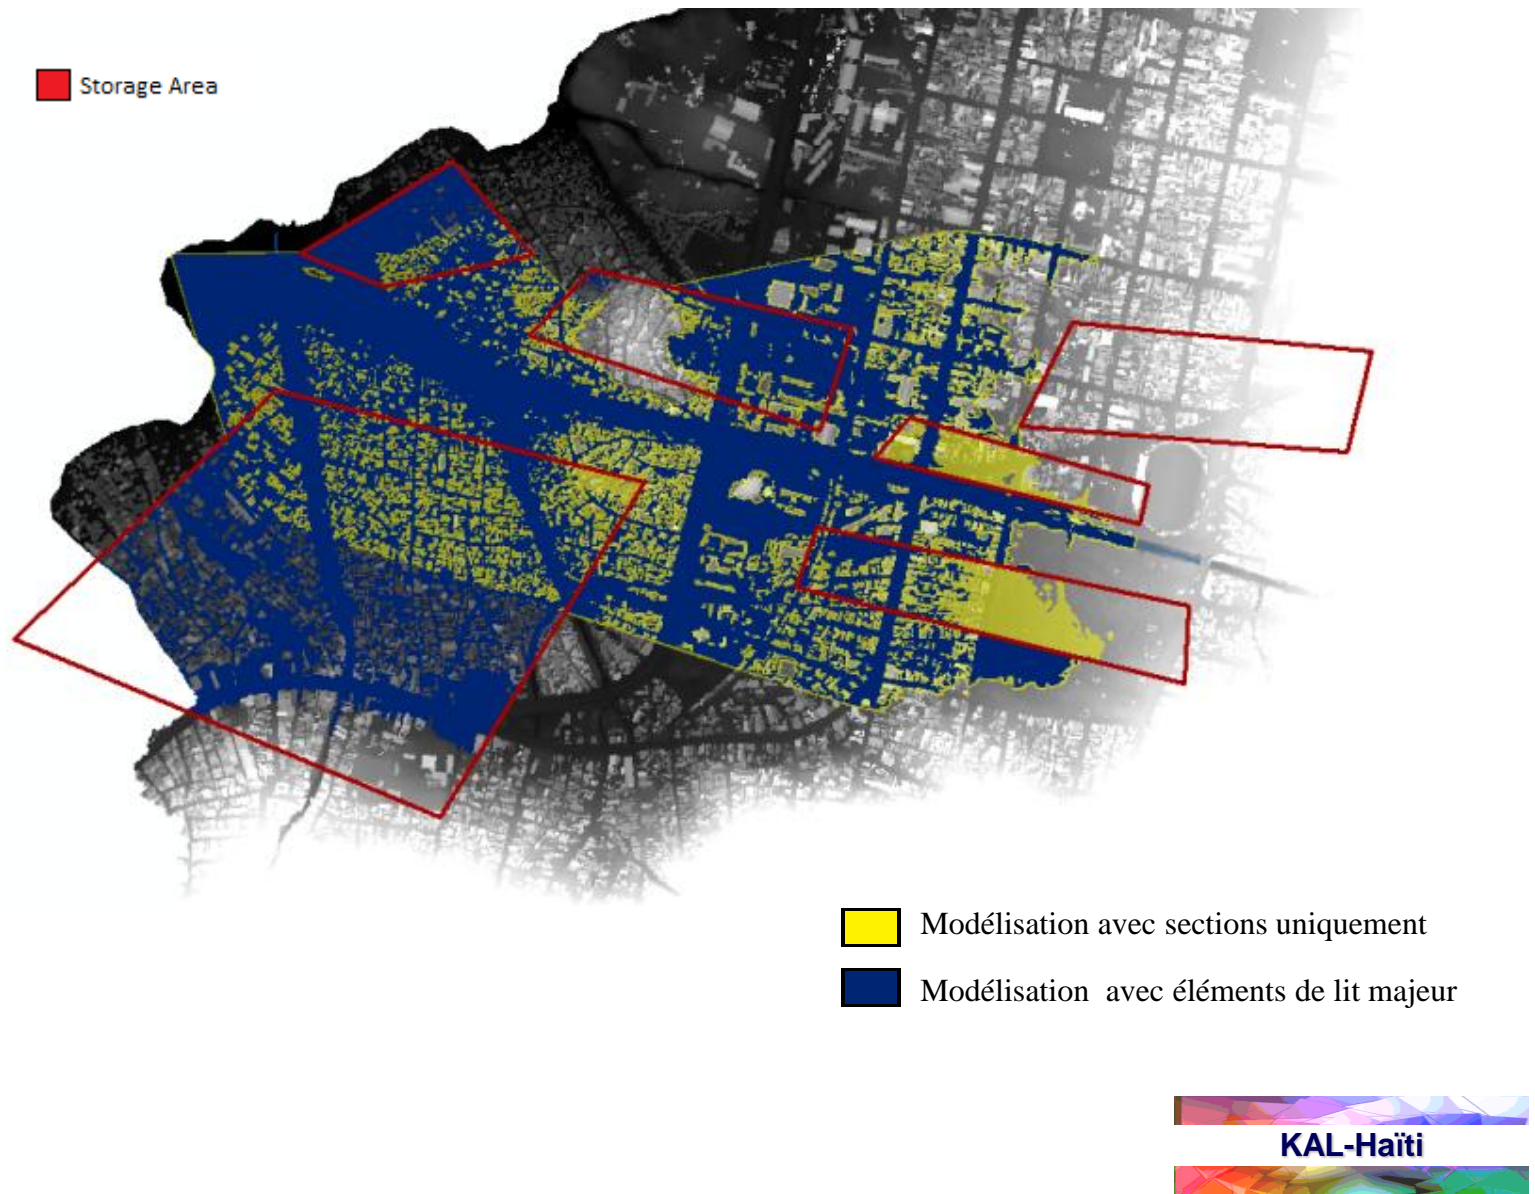 Storage Area
Modélisation avec sections uniquement
Modélisation avec éléments de lit majeur
KAL-Haïti